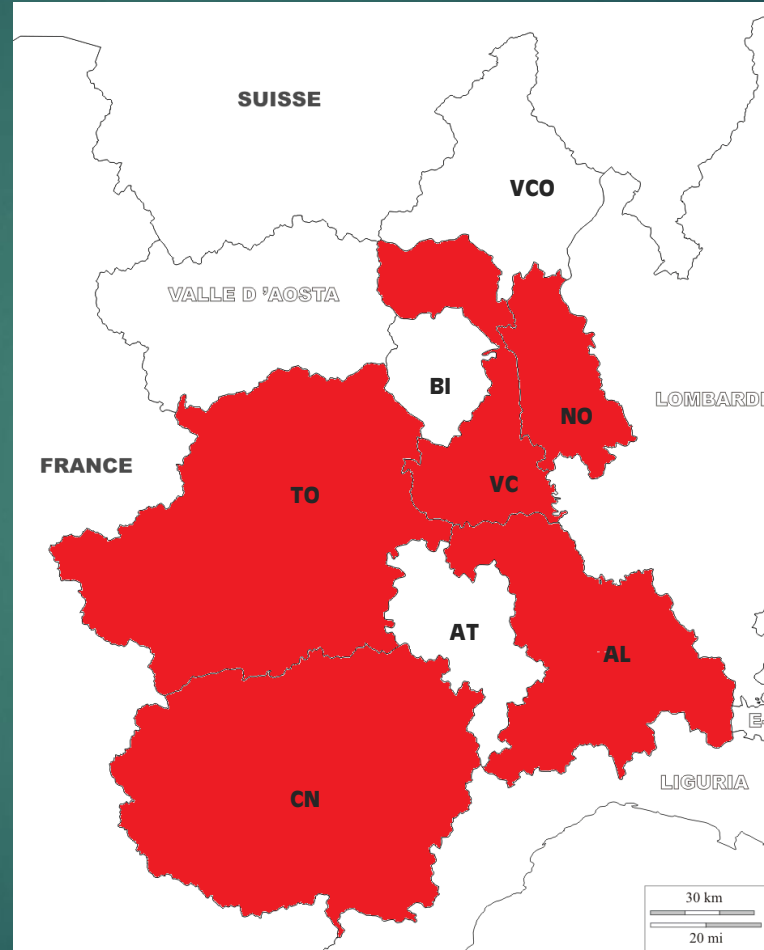 SUISSE
VCO
VALLE D 'AOSTA
BI
LOMBARDI
NO
FRANCE
TO
VC
AT
AL
E-
LIGURIA
CN
30 km
20 mi